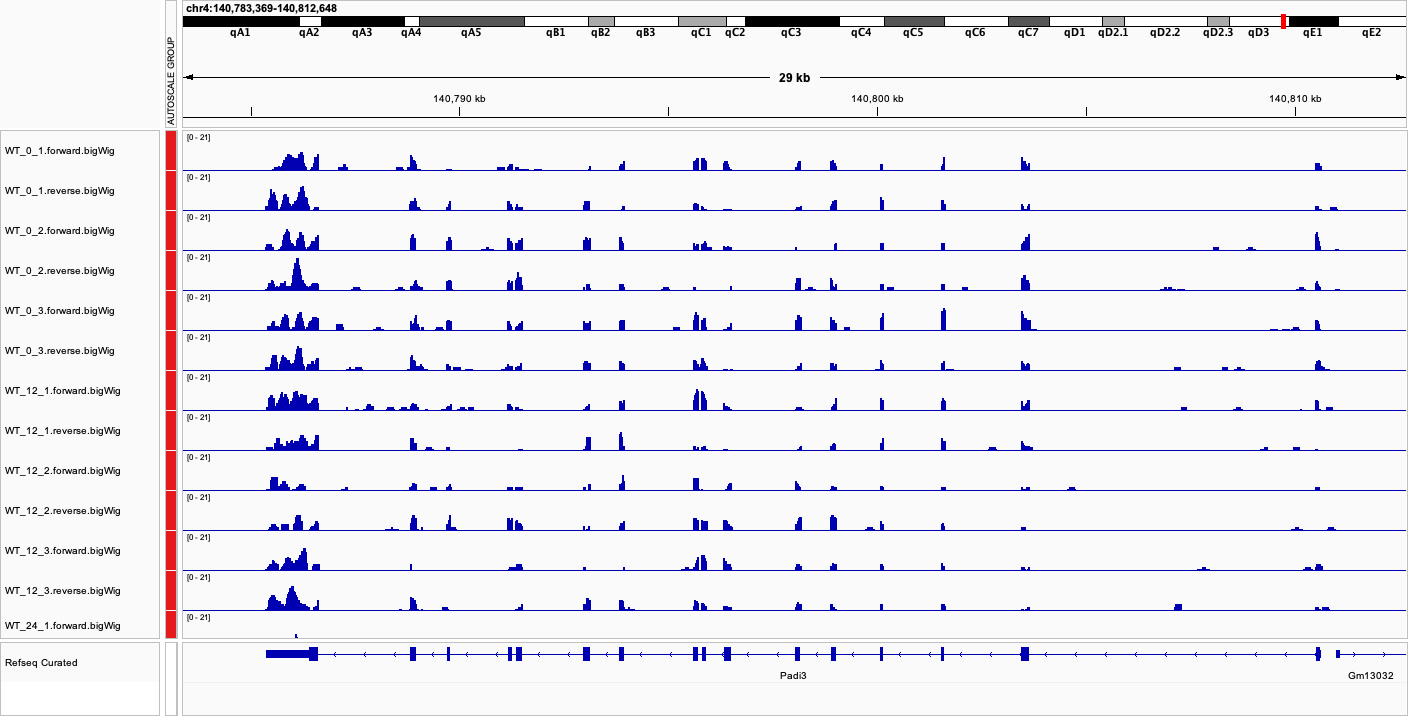 chr4:140,783,369-140,812,648
qA1 qA2 qA3 qA4 qA5 qB1 qB2 qB3 qC1 qC2 qC3 qC4 qC5 qC6 qC7 qD1 qD2.1 qD2.2 qD2.3 qD3 qE1 qE2
AUTOSCALE GROUP
29 kb
140,790 kb 140,800 kb 140,810 kb
[0 - 21]
WT_0_1.forward.bigWig
[0 - 21]
WT_0_1.reverse.bigWig
[0 - 21]
WT_0_2.forward.bigWig
[0 - 21]
WT_0_2.reverse.bigWig
[0 - 21]
WT_0_3.forward.bigWig
[0 - 21]
WT_0_3.reverse.bigWig
[0 - 21]
WT_12_1.forward.bigWig
[0 - 21]
WT_12_1.reverse.bigWig
[0 - 21]
WT_12_2.forward.bigWig
[0 - 21]
WT_12_2.reverse.bigWig
[0 - 21]
WT_12_3.forward.bigWig
[0 - 21]
WT_12_3.reverse.bigWig
[0 - 21]
WT_24_1.forward.bigWig
Refseq Curated
Padi3 Gm13032